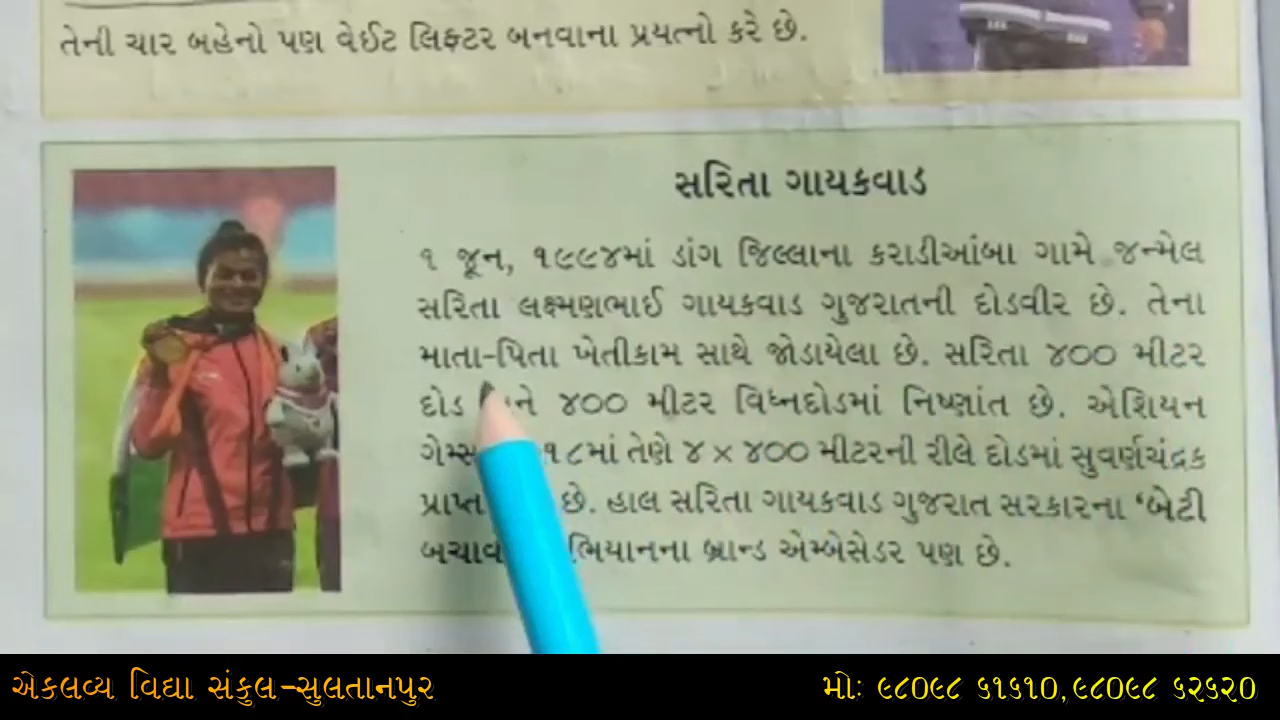 તેની ચાર બહેનો પણ વેઈટ લિફ્ટર બનવાના પ્રયત્નો કરે છે.
સરિતા ગાયકવાડ
૧ જૂન, ૧૯૯૪માં ડાંગ જિલ્લાના કરાડીઆંબા ગામે જન્મેલ
સરિતા લક્ષ્મણભાઈ ગાયકવાડ ગુજરાતની દોડવીર છે. તેના
માતા-પિતા ખેતીકામ સાથે જોડાયેલા છે. સરિતા ૪૦૦ મીટર
દોડ ૪૦૦ મીટર વિઘ્નદોડમાં નિષ્ણાંત છે. એશિયન
તેણે ૪ × ૪૦૦ મીટરની રીલે દોડમાં સુવર્ણચંદ્રક
પ્રાપ્ત છે. હાલ સરિતા ગાયકવાડ ગુજરાત સરકારના ‘બેટી
બ્રાન્ડ એમ્બેસેડર પણ છે.
એકલવ્ય વિદ્યા સંકુલ-સુલતાનપુર
મોઃ ૯૮૦૯૮ ૬૧૬૧૦,૯૮૦૯૮ ૬૨૬૨૦